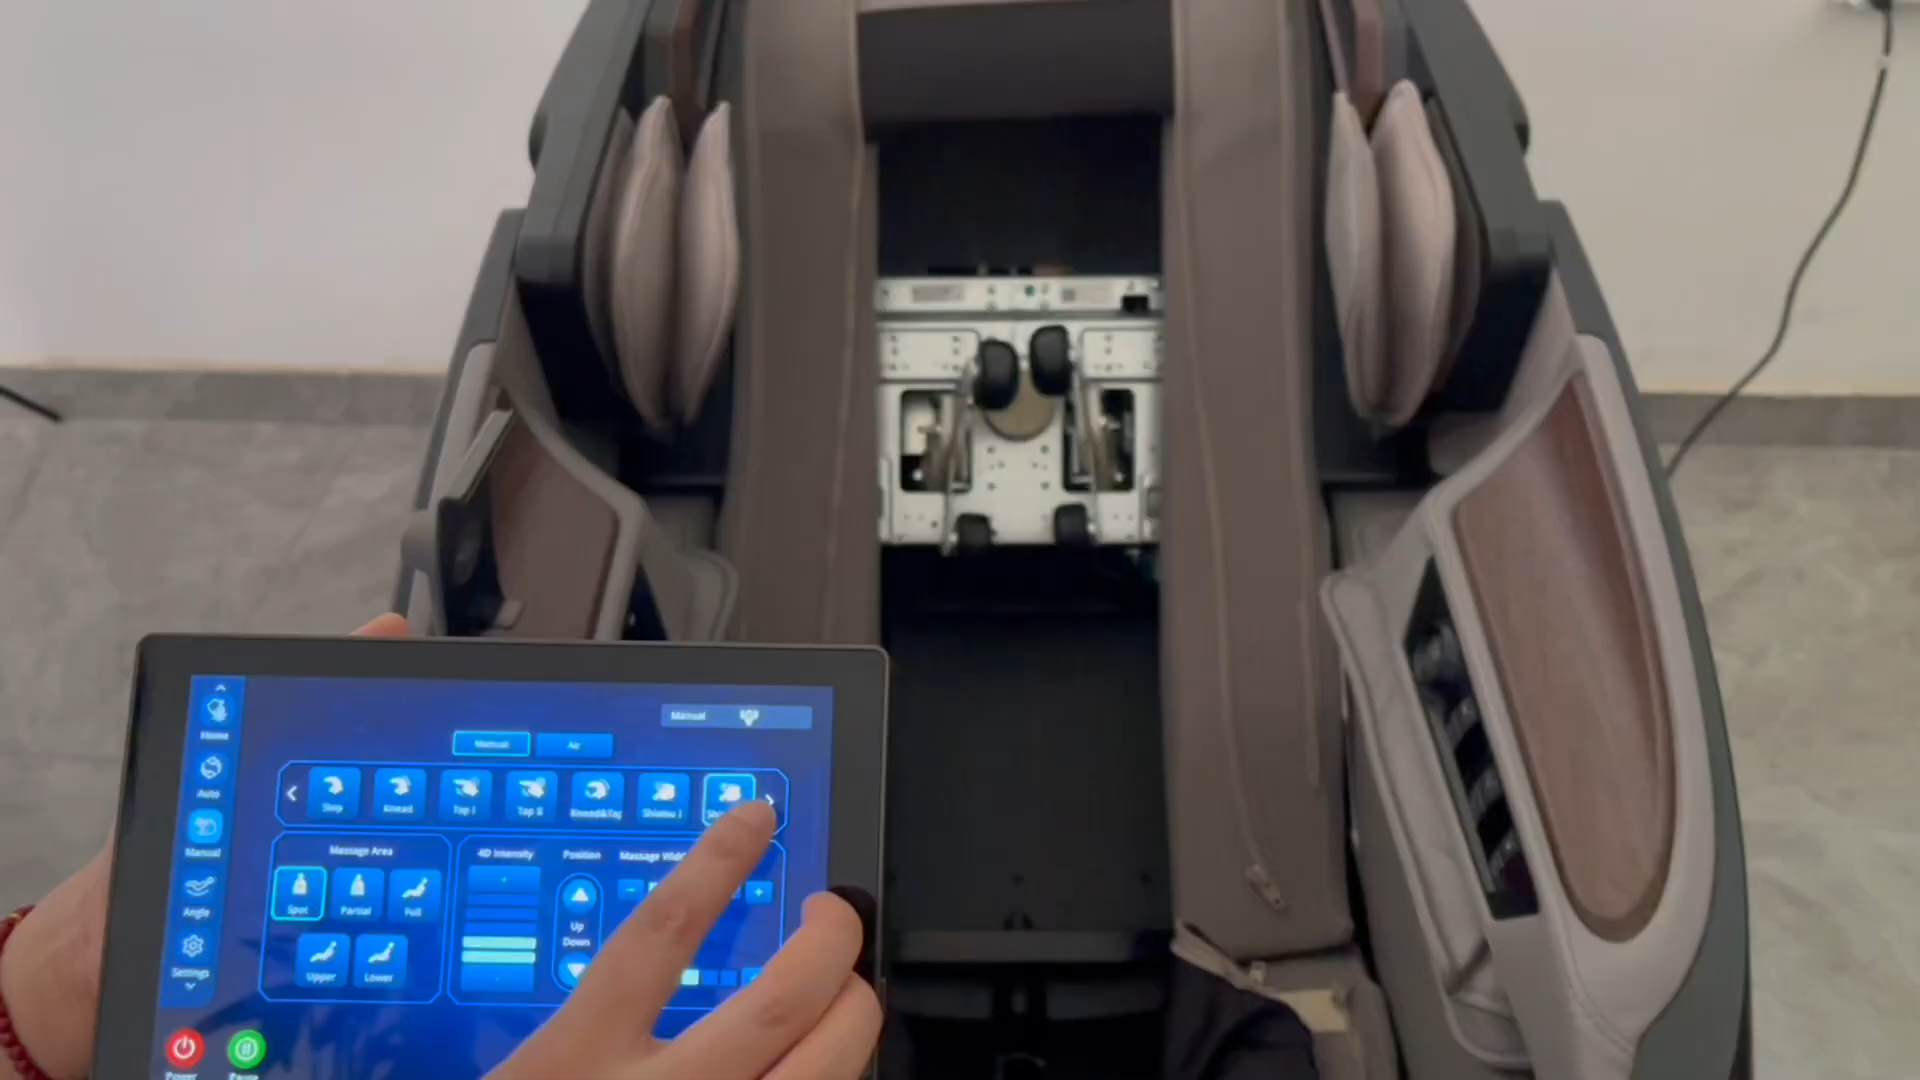 Home
Manual
Manual
Air
Auto
Stop
Knead
Tap I
Tap II
Knead&Tap
Shiatsu I
Manual
Massage Area
4D Intensity
Position
Massage
Spot
Partial
Full
Up
Down
Angle
Upper
Lower
Settings
Power
Pause